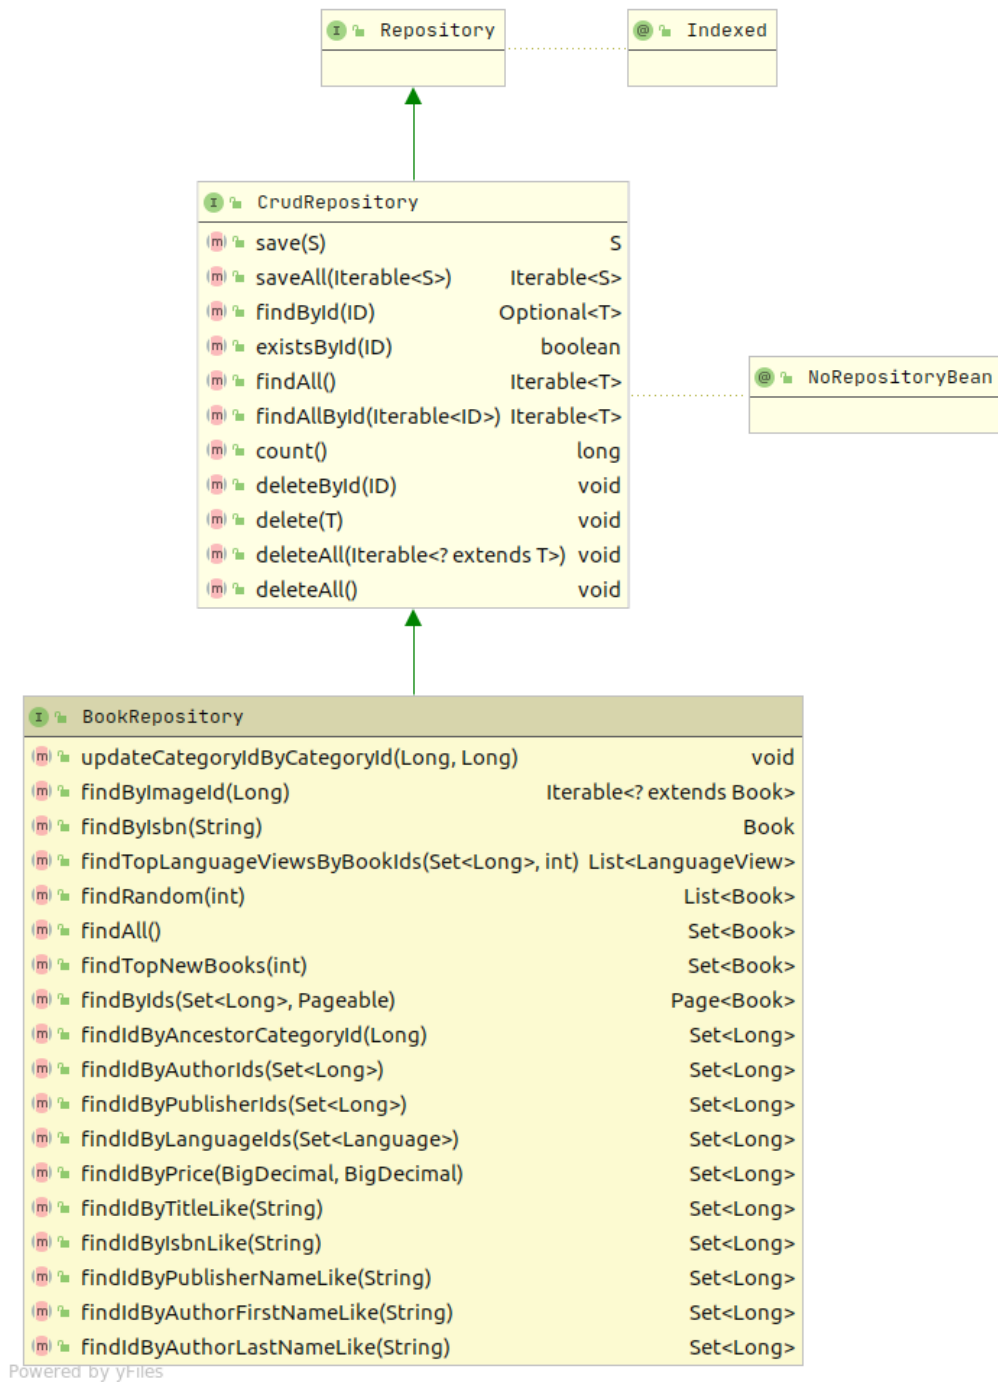 Repository
Indexed
CrudRepository
save(S) S
saveAll(Iterable<S>) Iterable<S>
findById(ID) Optional<T>
existsById(ID) boolean
findAll() Iterable<T>
findAllById(Iterable<ID>) Iterable<T>
count() long
deleteById(ID) void
delete(T) void
deleteAll(Iterable<? extends T>) void
deleteAll() void
NoRepositoryBean
BookRepository
updateCategoryIdByCategoryId(Long, Long) void
findByImageId(Long) Iterable<? extends Book>
findByIsbn(String) Book
findTopLanguageViewsByBookIds(Set<Long>, int) List<LanguageView>
findRandom(int) List<Book>
findAll() Set<Book>
findTopNewBooks(int) Set<Book>
findByIds(Set<Long>, Pageable) Page<Book>
findIdByAncestorCategoryId(Long) Set<Long>
findIdByAuthorIds(Set<Long>) Set<Long>
findIdByPublisherIds(Set<Long>) Set<Long>
findIdByLanguageIds(Set<Language>) Set<Long>
findIdByPrice(BigDecimal, BigDecimal) Set<Long>
findIdByTitleLike(String) Set<Long>
findIdByIsbnLike(String) Set<Long>
findIdByPublisherNameLike(String) Set<Long>
findIdByAuthorFirstNameLike(String) Set<Long>
findIdByAuthorLastNameLike(String) Set<Long>
Powered by yFiles